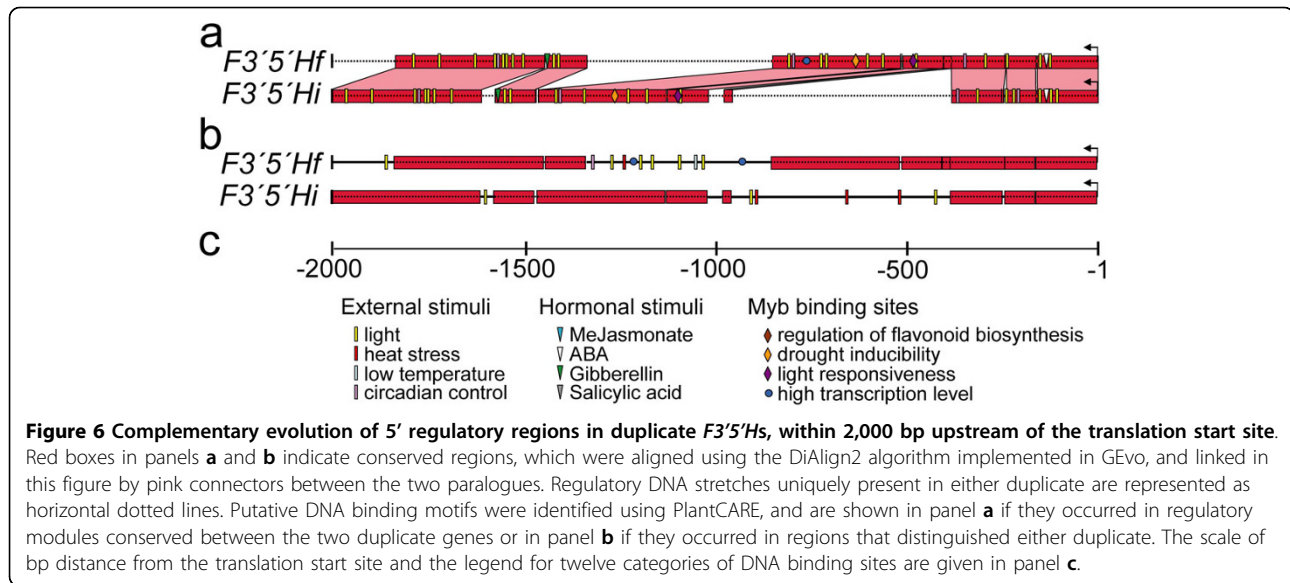 a
F3´5´Hf
F3´5´Hi
b
F3´5´Hf
F3´5´Hi
c
-2000 -1500 -1000 -500 -1
External stimuli Hormonal stimuli Myb binding sites
light MeJasmonate regulation of flavonoid biosynthesis
heat stress ABA drought inducibility
low temperature Gibberellin light responsiveness
circadian control Salicylic acid high transcription level
Figure 6 Complementary evolution of 5' regulatory regions in duplicate F3'5'Hs, within 2,000 bp upstream of the translation start site.
Red boxes in panels a and b indicate conserved regions, which were aligned using the DiAlign2 algorithm implemented in GEvo, and linked in
this figure by pink connectors between the two paralogues. Regulatory DNA stretches uniquely present in either duplicate are represented as
horizontal dotted lines. Putative DNA binding motifs were identified using PlantCARE, and are shown in panel a if they occurred in regulatory
modules conserved between the two duplicate genes or in panel b if they occurred in regions that distinguished either duplicate. The scale of
bp distance from the translation start site and the legend for twelve categories of DNA binding sites are given in panel c.